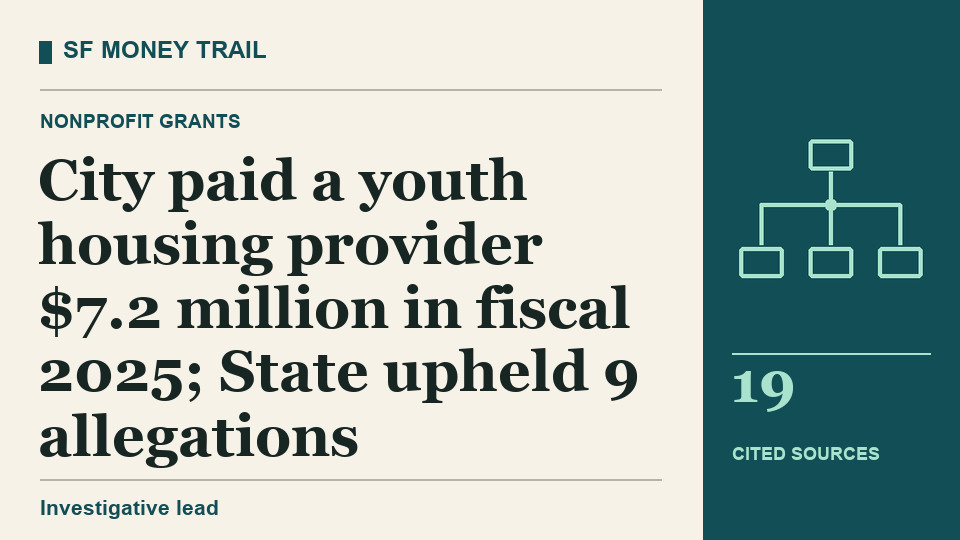 SF MONEY TRAIL
NONPROFIT GRANTS
City paid a youth
housing provider
$7.2 million in fiscal
2025; State upheld 9
allegations
Investigative lead
19
CITED SOURCES